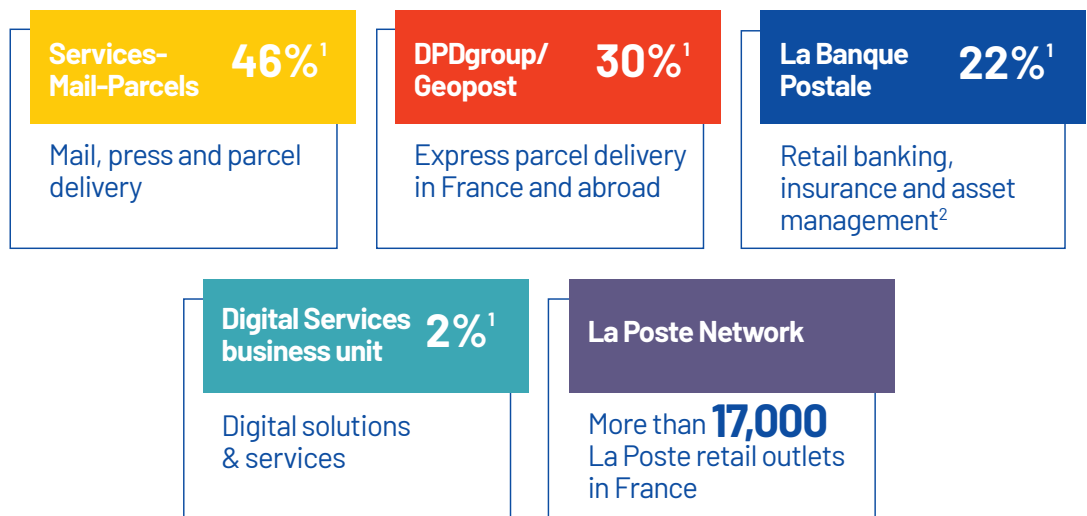 Services-
Mail-Parcels
46%¹
Mail, press and parcel
delivery
DPDgroup/
Geopost
30%¹
Express parcel delivery
in France and abroad
La Banque
Postale
22%¹
Retail banking,
insurance and asset
management²
Digital Services
business unit
2%¹
Digital solutions
& services
La Poste Network
More than 17,000
La Poste retail outlets
in France